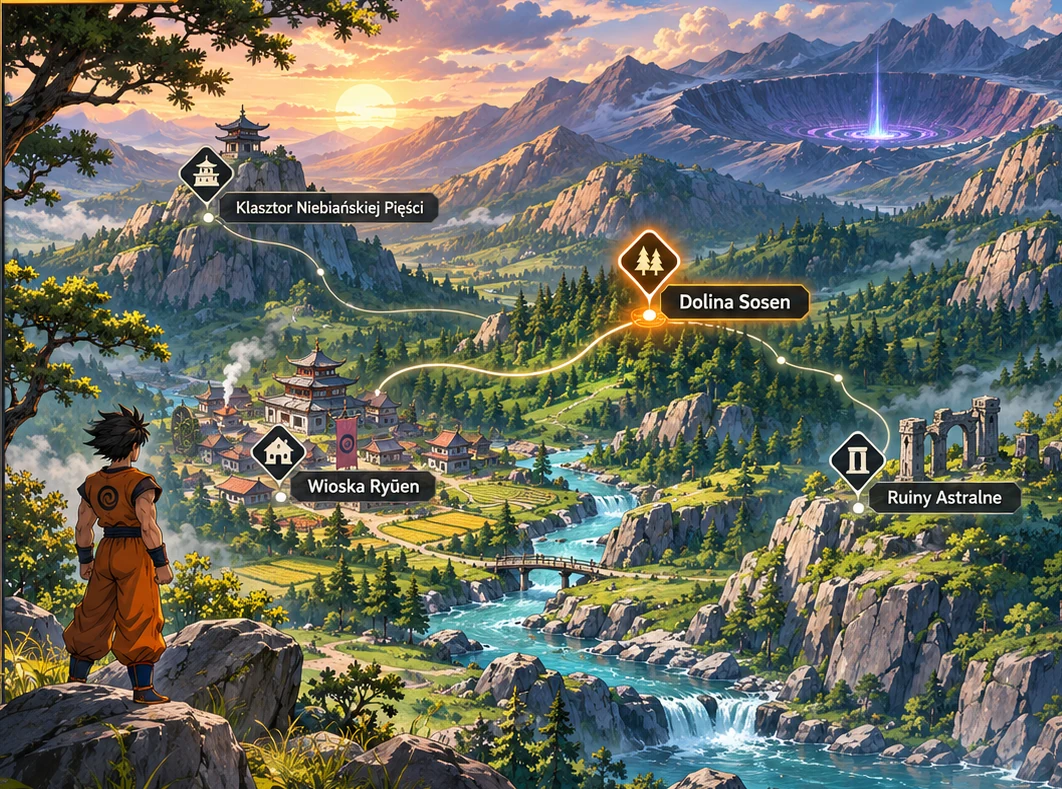 Klasztor Niebiańskiej Pięści
Dolina Sosen
Wioska Ryūen
Ruiny Astralne